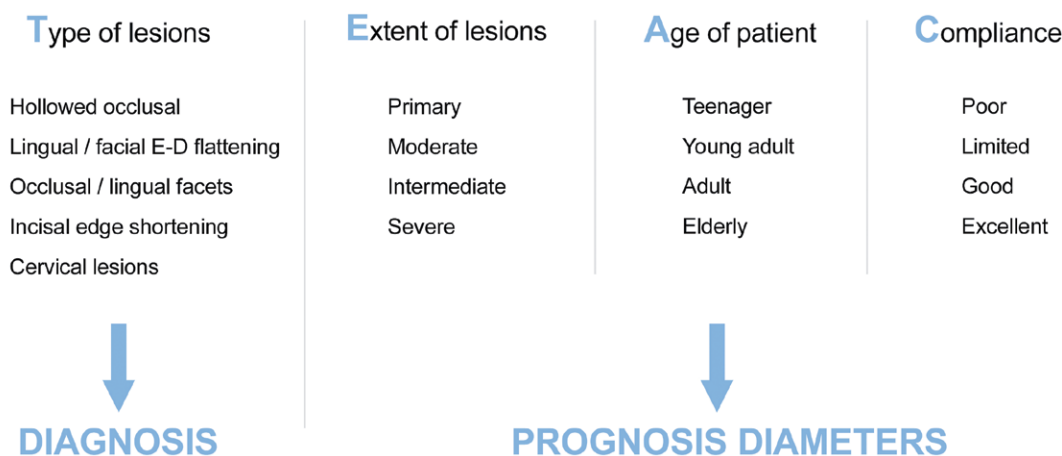 Type of lesions
Hollowed occlusal
Lingual / facial E-D flattening
Occlusal / lingual facets
Incisal edge shortening
Cervical lesions
DIAGNOSIS
Extent of lesions
Primary
Moderate
Intermediate
Severe
Age of patient
Teenager
Young adult
Adult
Elderly
Compliance
Poor
Limited
Good
Excellent
PROGNOSIS DIAMETERS